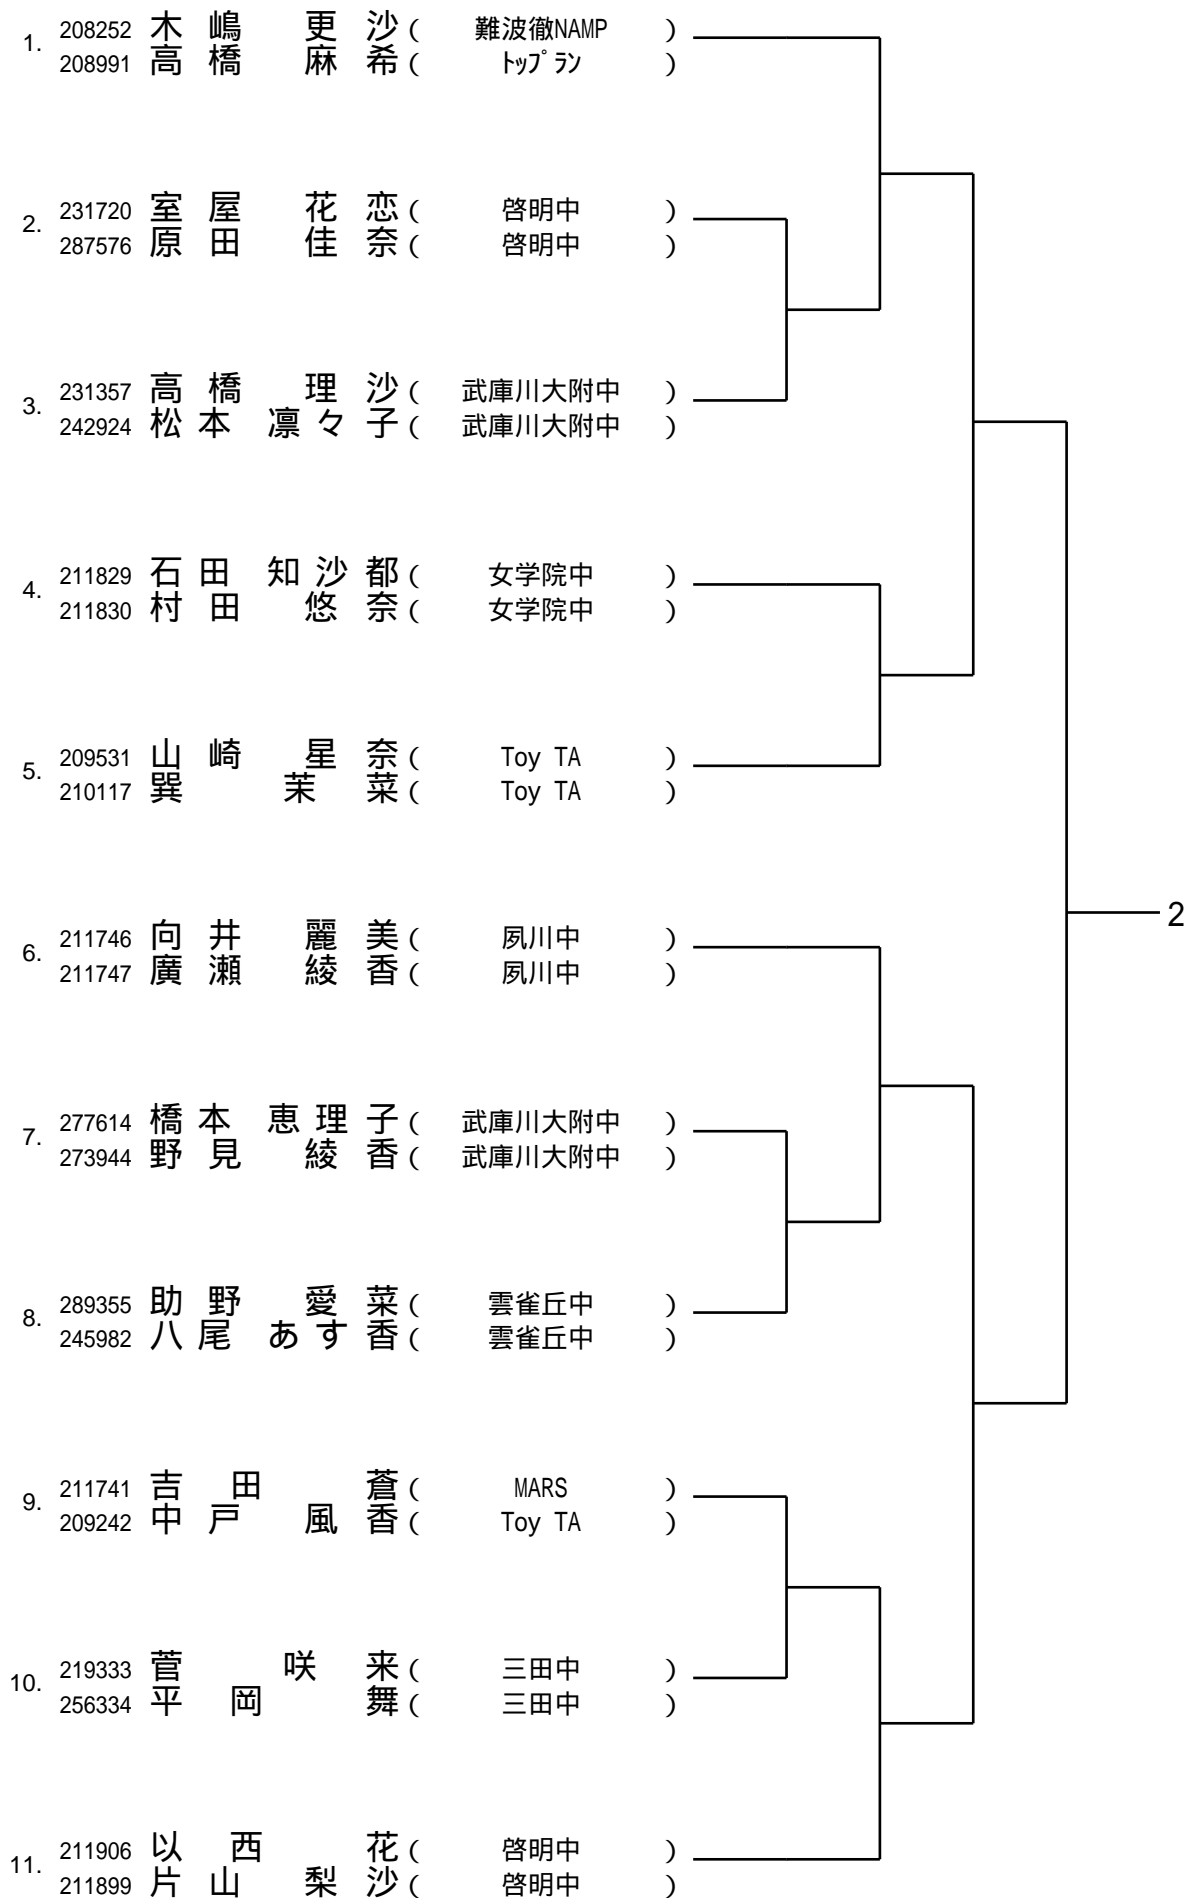 1. 208252 木嶋 更沙 ( 難波徹NAMP )
208991 高橋 麻希 ( ﾄｯﾌﾟﾗﾝ )
2. 231720 室屋 花恋 ( 啓明中 )
287576 原田 佳奈 ( 啓明中 )
3. 231357 高橋 理沙 ( 武庫川大附中 )
242924 松本 凛々子 ( 武庫川大附中 )
4. 211829 石田 知沙都 ( 女学院中 )
211830 村田 悠奈 ( 女学院中 )
5. 209531 山崎 星奈 ( Toy TA )
210117 巽 茉菜 ( Toy TA )
2
6. 211746 向井 麗美 ( 夙川中 )
211747 廣瀬 綾香 ( 夙川中 )
7. 277614 橋本 恵理子 ( 武庫川大附中 )
273944 野見 綾香 ( 武庫川大附中 )
8. 289355 助野 愛菜 ( 雲雀丘中 )
245982 八尾 あす香 ( 雲雀丘中 )
9. 211741 吉田 蒼 ( MARS )
209242 中戸 風香 ( Toy TA )
10. 219333 菅 咲来 ( 三田中 )
256334 平岡 舞 ( 三田中 )
11. 211906 以西 花 ( 啓明中 )
211899 片山 梨沙 ( 啓明中 )